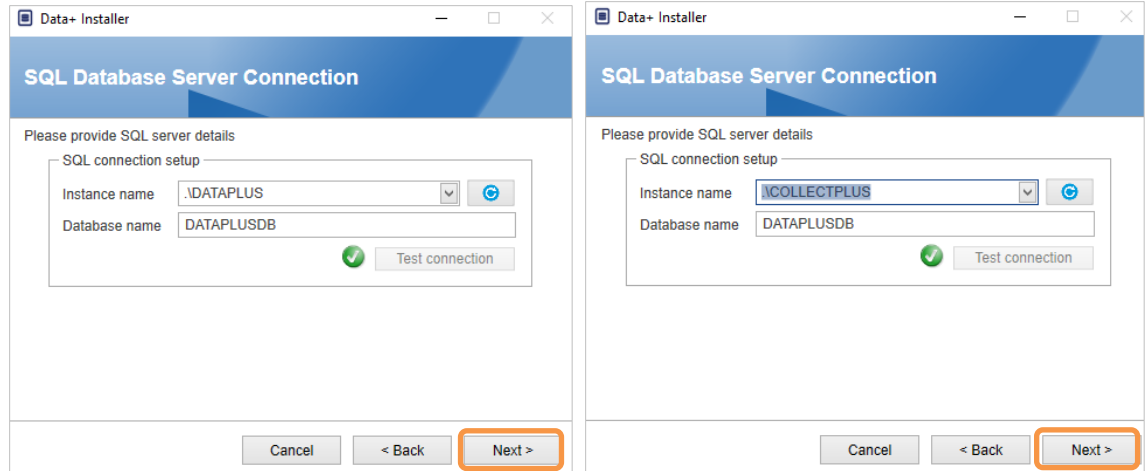 Data+ Installer
SQL Database Server Connection
Please provide SQL server details
SQL connection setup
Instance name .\DATAPLUS
Database name DATAPLUSDB
Test connection
Cancel < Back Next >
Data+ Installer
SQL Database Server Connection
Please provide SQL server details
SQL connection setup
Instance name .\COLLECTPLUS
Database name DATAPLUSDB
Test connection
Cancel < Back Next >